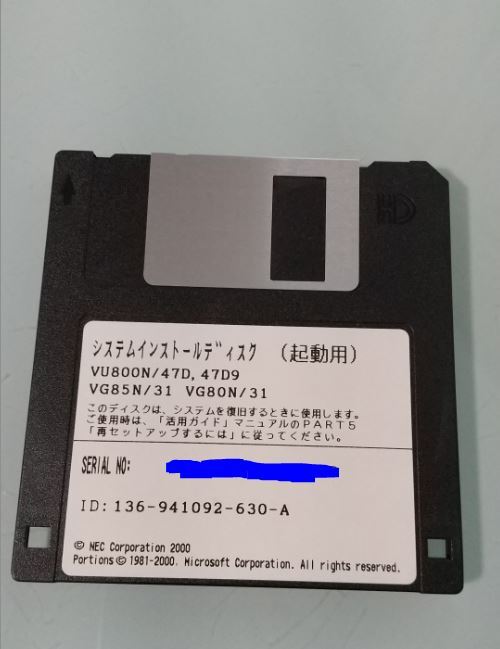 HD
システムインストールディスク (起動用)
VU800N/47D,47D9
VG85N/31 VG80N/31
このディスクは、システムを復旧するときに使用します。
ご使用時は、「活用ガイド」マニュアルのPART5
「再セットアップするには」に従ってください。
SERIAL NO:
ID:136-941092-630-A
© NEC Corporation 2000
Portions © 1981-2000, Microsoft Corporation. All rights reserved.